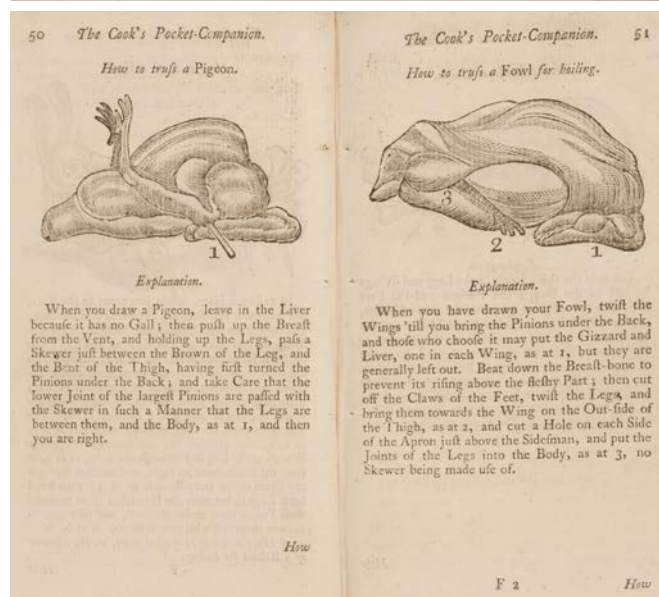 50 The Cook's Pocket-Companion.
How to truſs a Pigeon.
1
Explanation.
When you draw a Pigeon, leave in the Liver
becauſe it has no Gall; then puſh up the Breaſt
from the Vent, and holding up the Legs, paſs a
Skewer juſt between the Brown of the Leg, and
the Bent of the Thigh, having firſt turned the
Pinions under the Back; and take Care that the
lower Joint of the largeſt Pinions are paſſed with
the Skewer in ſuch a Manner that the Legs are
between them, and the Body, as at 1, and then
you are right.
How
The Cook's Pocket-Companion. 51
How to truſs a Fowl for boiling.
3
2
1
Explanation.
When you have drawn your Fowl, twiſt the
Wings 'till you bring the Pinions under the Back,
and thoſe who chooſe it may put the Gizzard and
Liver, one in each Wing, as at 1, but they are
generally left out. Beat down the Breaſt-bone to
prevent its riſing above the fleſhy Part; then cut
off the Claws of the Feet, twiſt the Legs, and
bring them towards the Wing on the Out-ſide of
the Thigh, as at 2, and cut a Hole on each Side
of the Apron juſt above the Sideſman, and put the
Joints of the Legs into the Body, as at 3, no
Skewer being made uſe of.
F 2 How